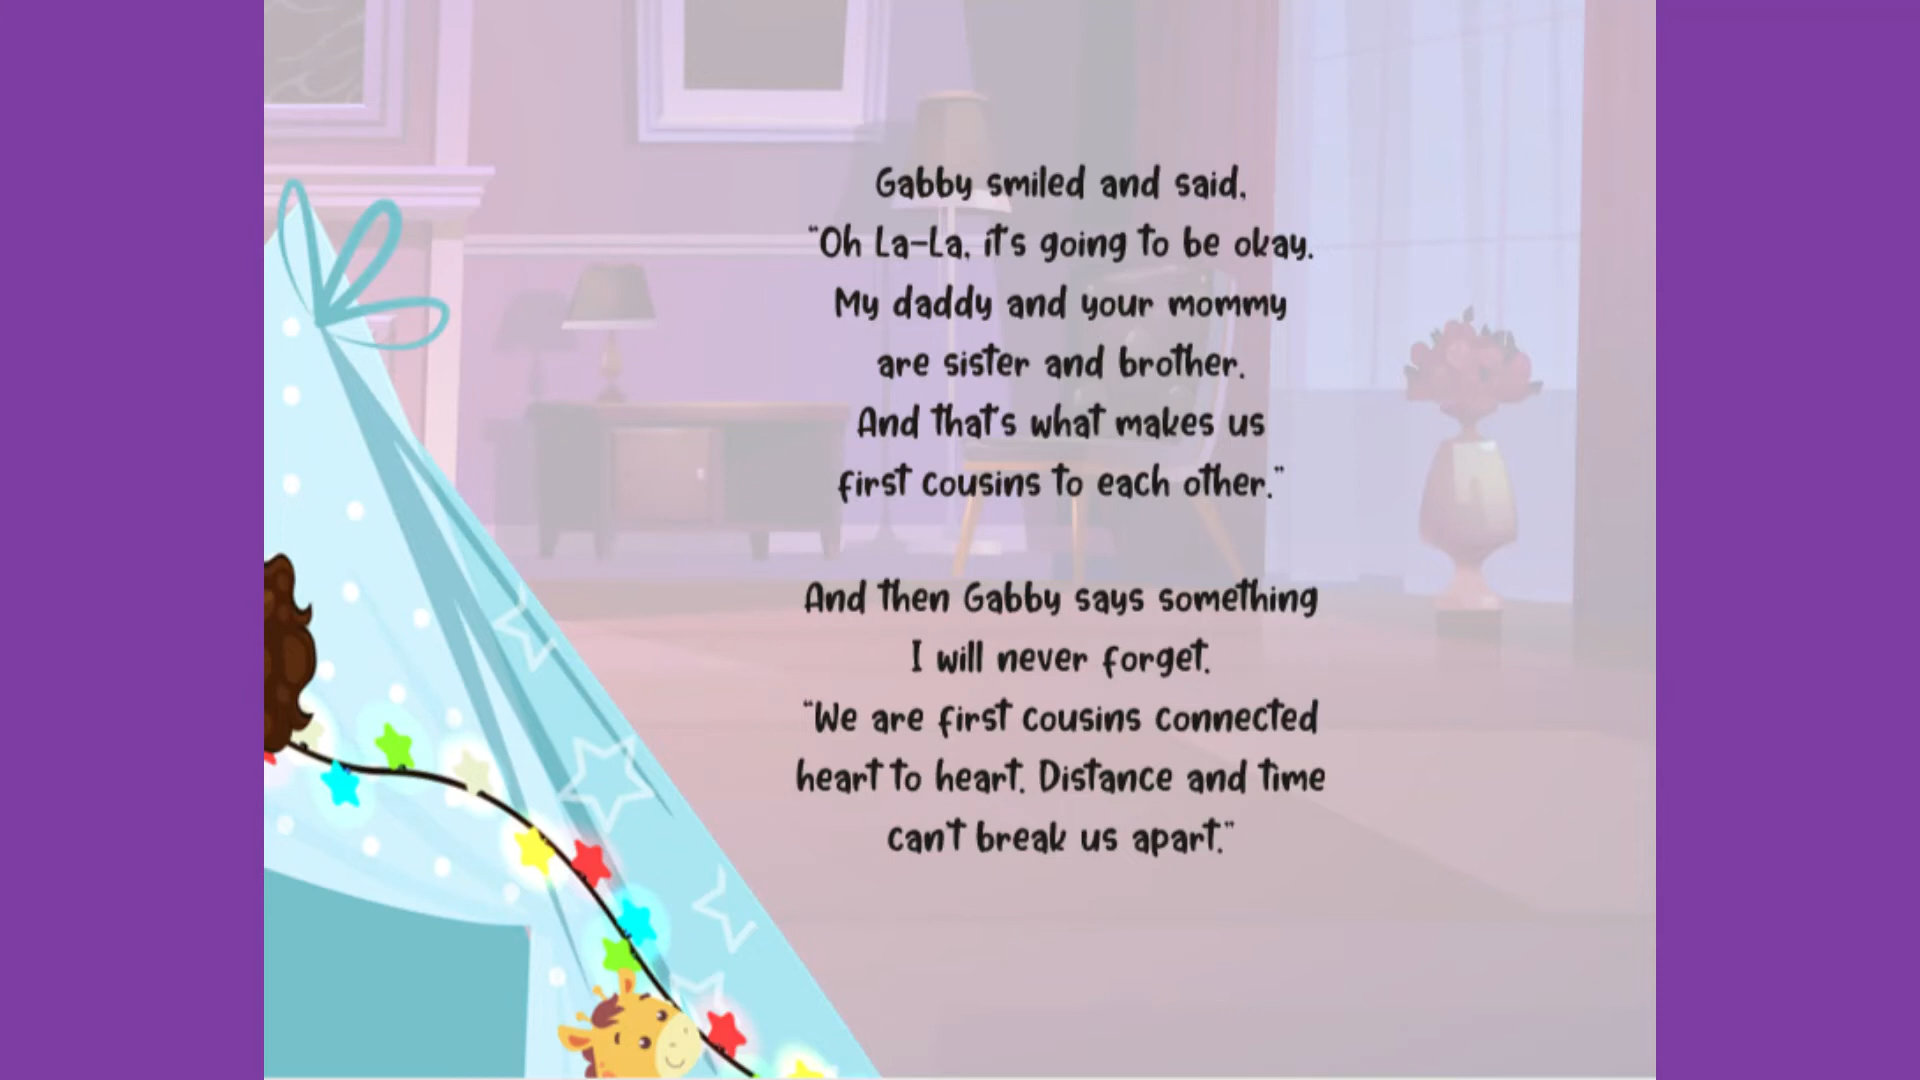 Gabby smiled and said,
"Oh La-La, it's going to be okay.
My daddy and your mommy
are sister and brother.
And that's what makes us
first cousins to each other."
And then Gabby says something
I will never forget.
"We are first cousins connected
heart to heart. Distance and time
can't break us apart."